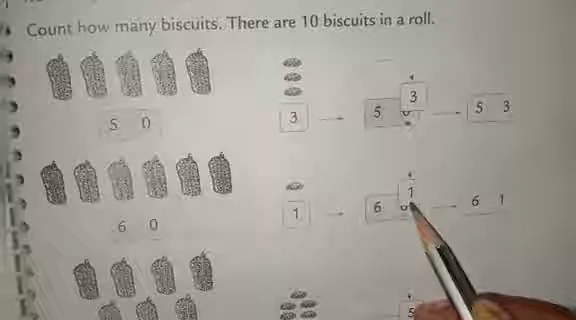 Count how many biscuits. There are 10 biscuits in a roll.
5 0
3 5 3 5 3
6 0
1 6 1 6 1
5